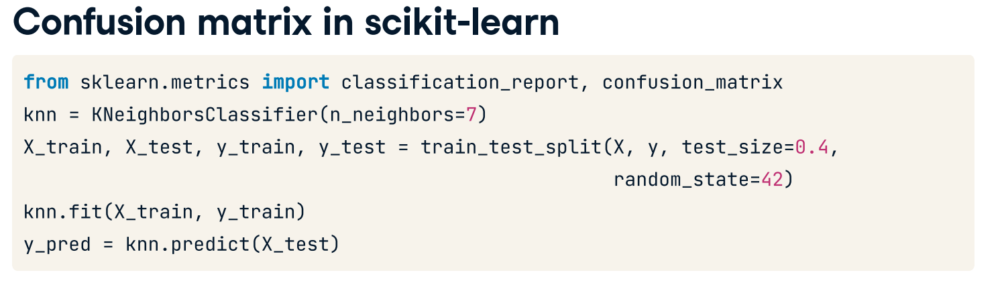 Confusion matrix in scikit-learn
from sklearn.metrics import classification_report, confusion_matrix
knn = KNeighborsClassifier(n_neighbors=7)
X_train, X_test, y_train, y_test = train_test_split(X, y, test_size=0.4,
                                                    random_state=42)
knn.fit(X_train, y_train)
y_pred = knn.predict(X_test)